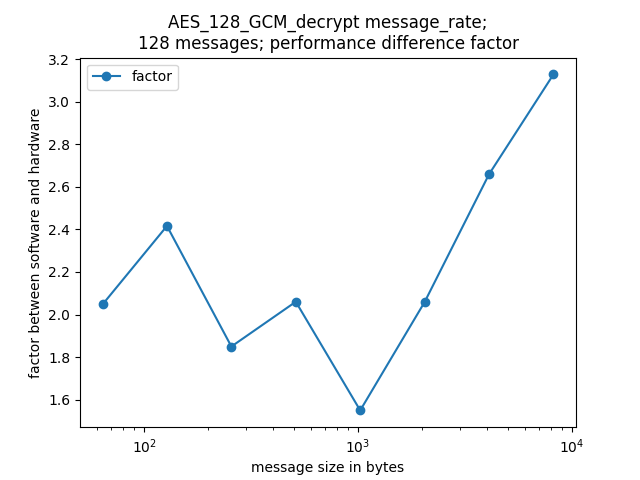 AES_128_GCM_decrypt message_rate;
128 messages; performance difference factor
factor
factor between software and hardware
3.2
3.0
2.8
2.6
2.4
2.2
2.0
1.8
1.6
10²
10³
10⁴
message size in bytes